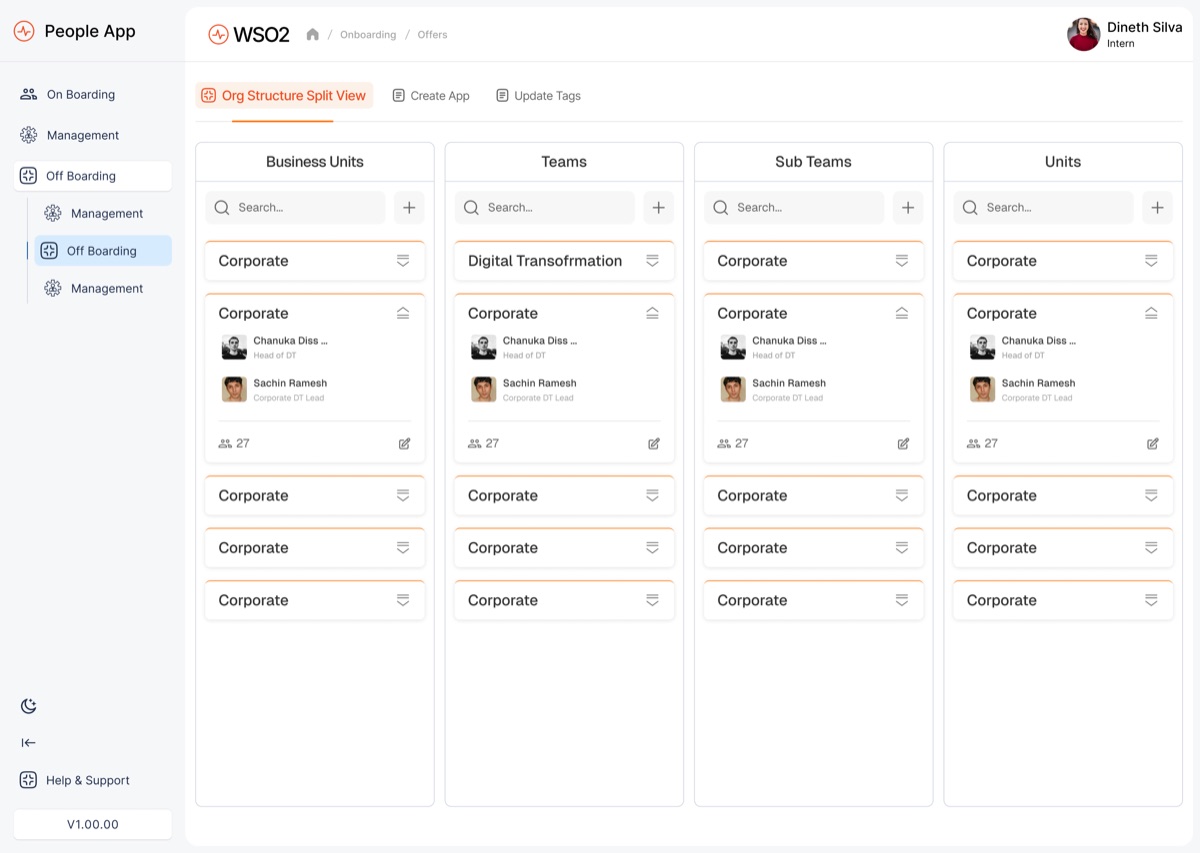 People App
WSO2 / Onboarding / Offers
Dineth Silva
Intern
On Boarding
Management
Off Boarding
Management
Off Boarding
Management
Help & Support
V1.00.00
Org Structure Split View
Create App
Update Tags
Business Units
Search...
Corporate
Corporate
Chanuka Diss ...
Head of DT
Sachin Ramesh
Corporate DT Lead
27
Corporate
Corporate
Corporate
Teams
Search...
Digital Transofrmation
Corporate
Chanuka Diss ...
Head of DT
Sachin Ramesh
Corporate DT Lead
27
Corporate
Corporate
Corporate
Sub Teams
Search...
Corporate
Corporate
Chanuka Diss ...
Head of DT
Sachin Ramesh
Corporate DT Lead
27
Corporate
Corporate
Corporate
Units
Search...
Corporate
Corporate
Chanuka Diss ...
Head of DT
Sachin Ramesh
Corporate DT Lead
27
Corporate
Corporate
Corporate